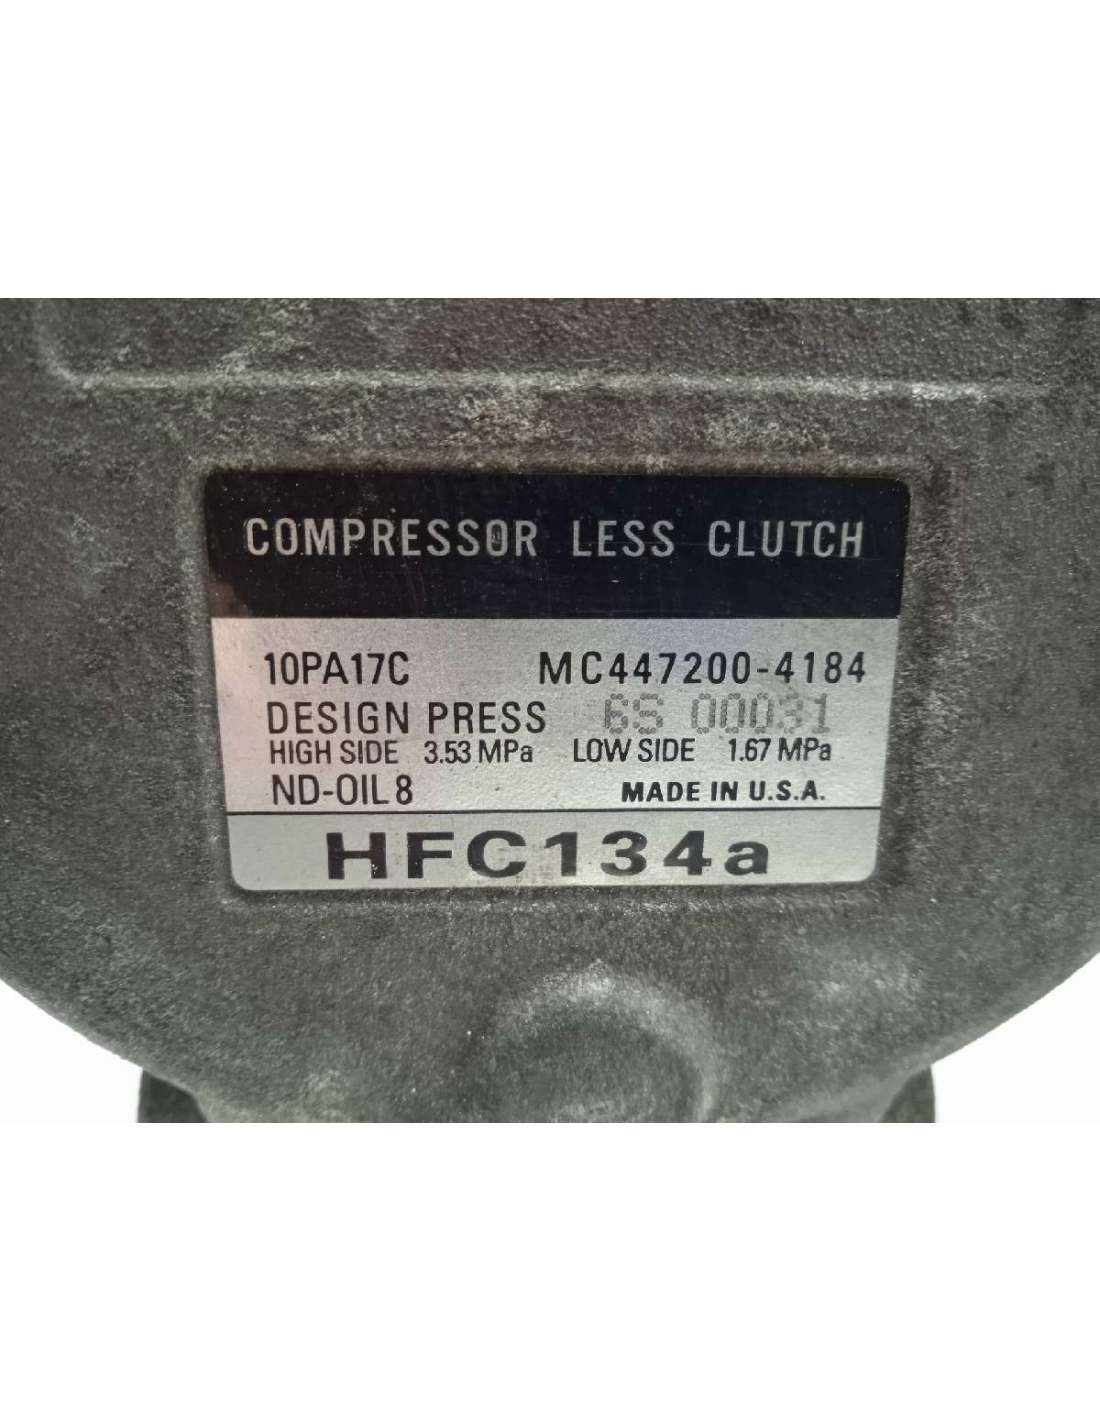 COMPRESSOR LESS CLUTCH
10PA17C MC447200-4184
DESIGN PRESS 6S 00031
HIGH SIDE 3.53 MPa LOW SIDE 1.67 MPa
ND-OIL 8 MADE IN U.S.A.
HFC134a